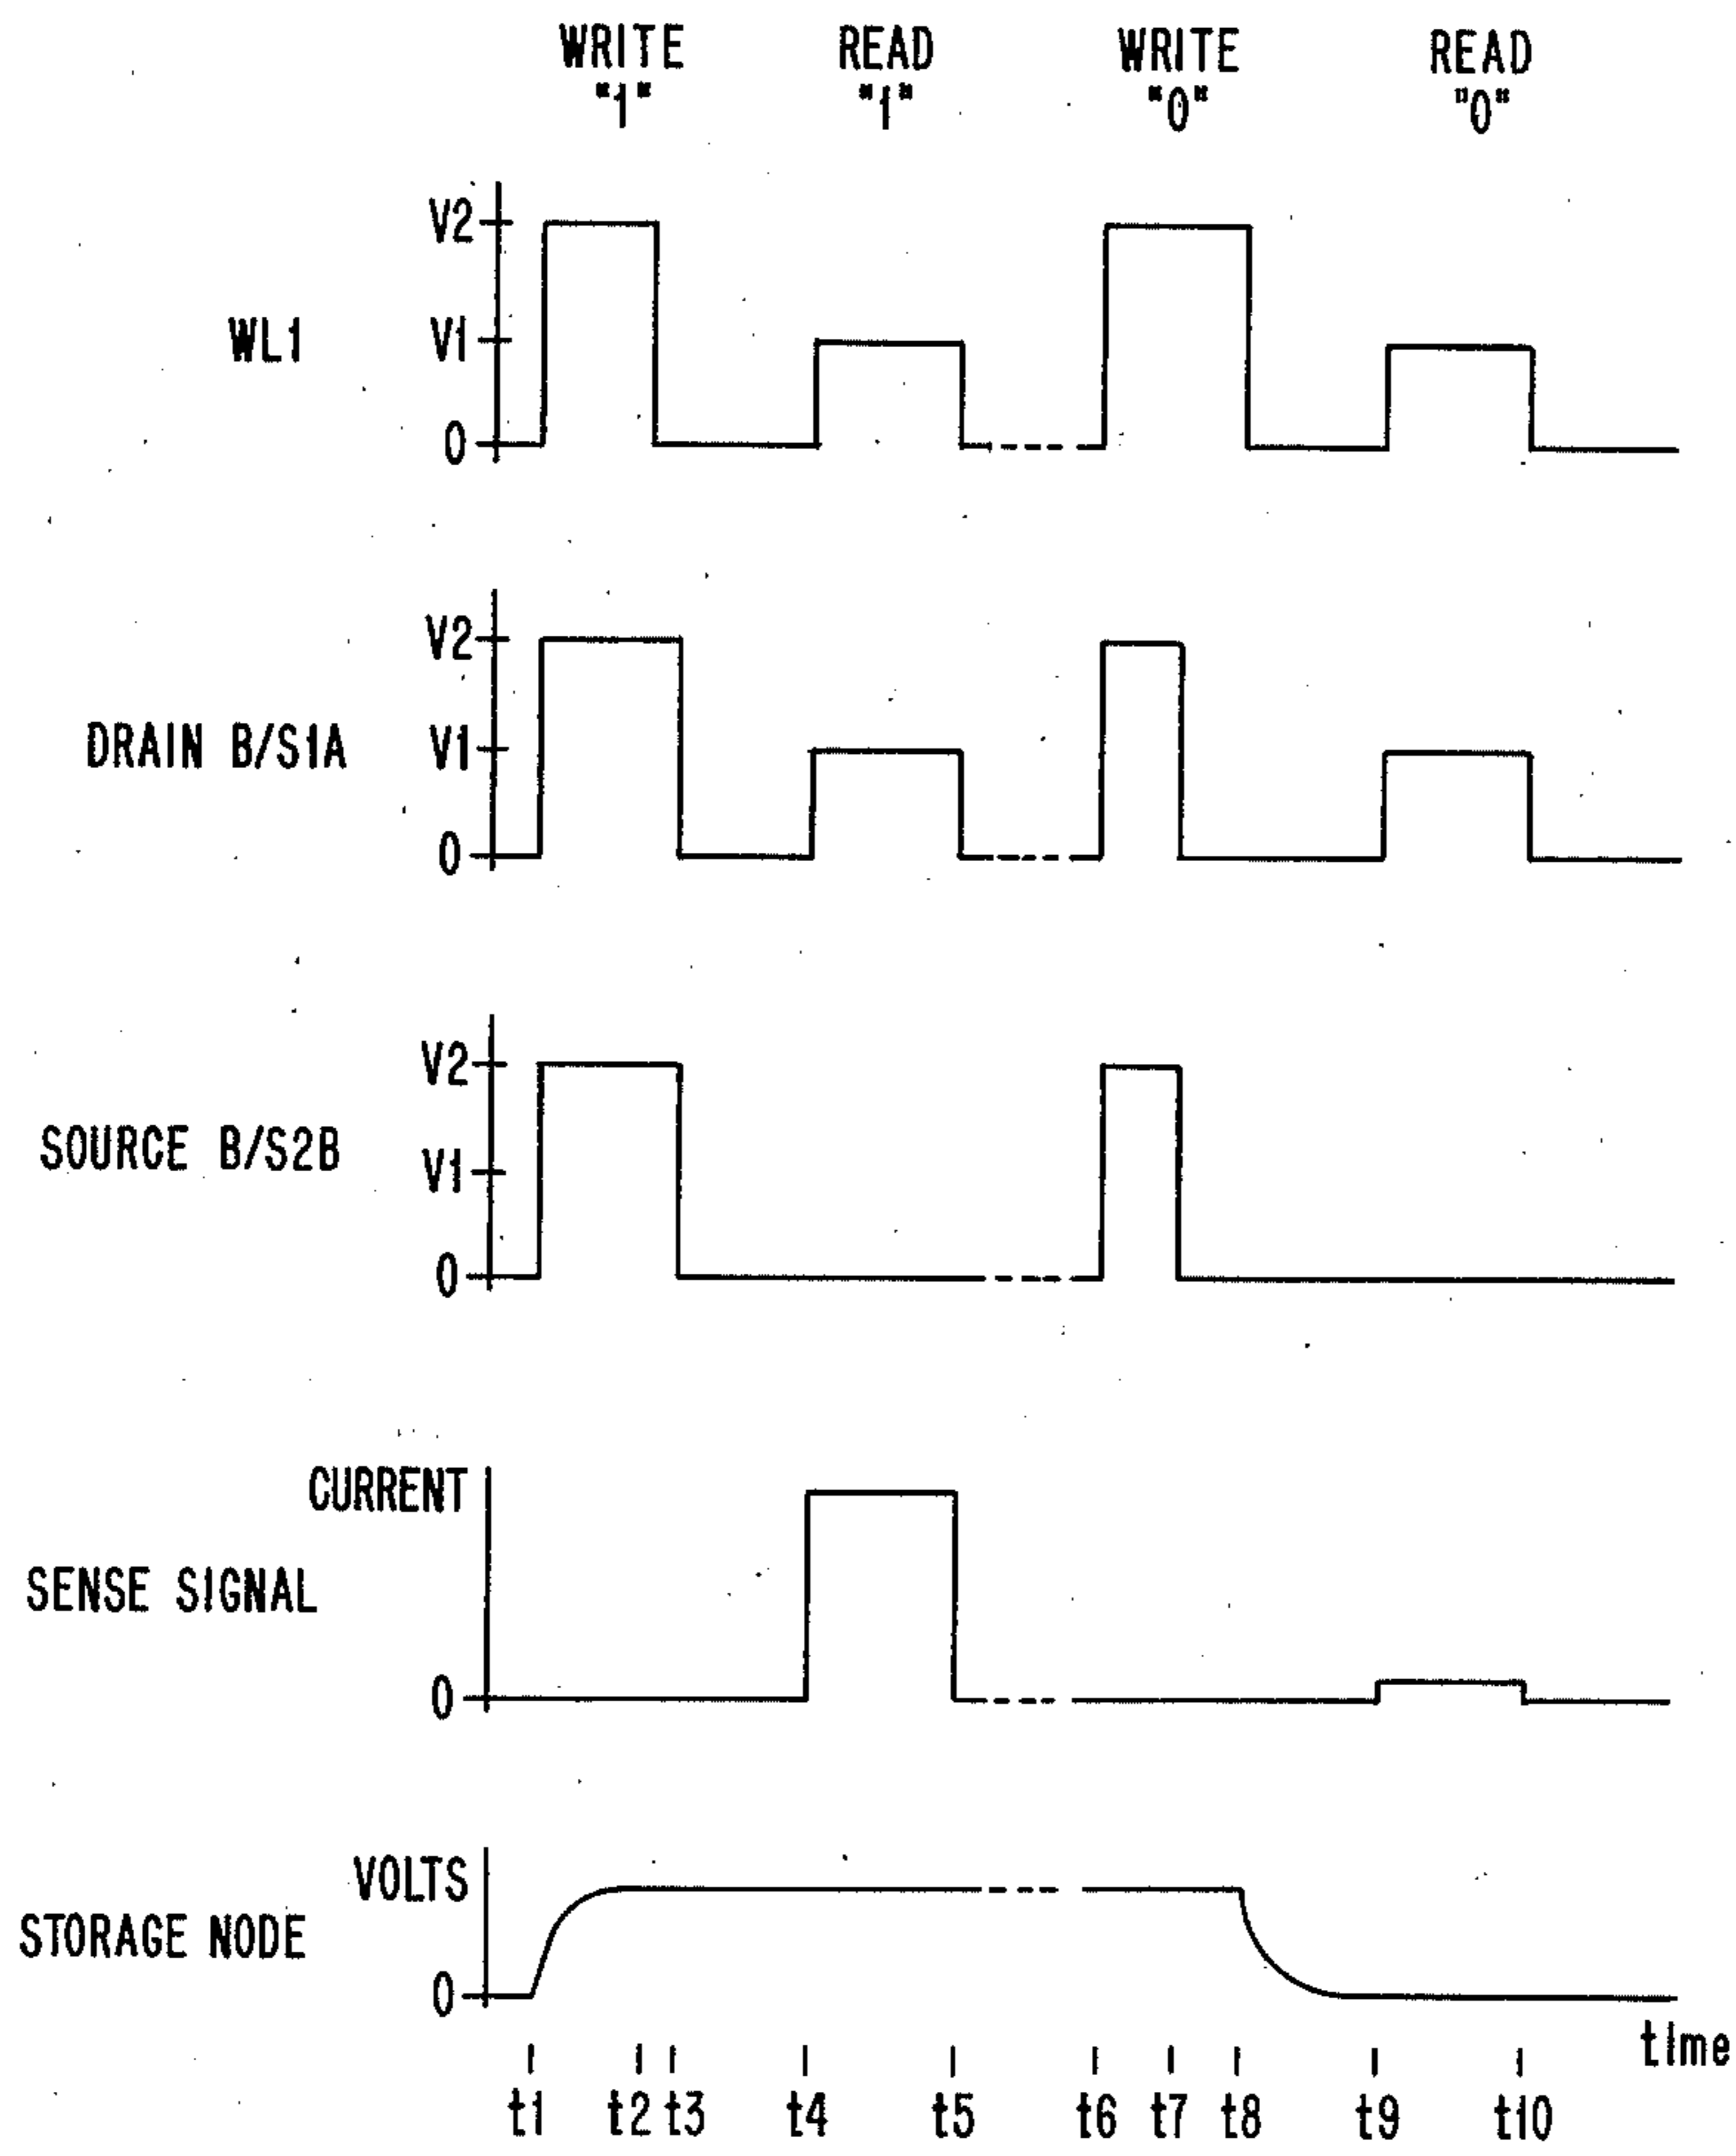 WRITE READ WRITE READ
"1" "1" "0" "0"
V2
WL1 V1
0
V2
DRAIN B/S1A V1
0
V2
SOURCE B/S2B V1
0
CURRENT
SENSE SIGNAL
0
VOLTS
STORAGE NODE
0
time
t1 t2 t3 t4 t5 t6 t7 t8 t9 t10